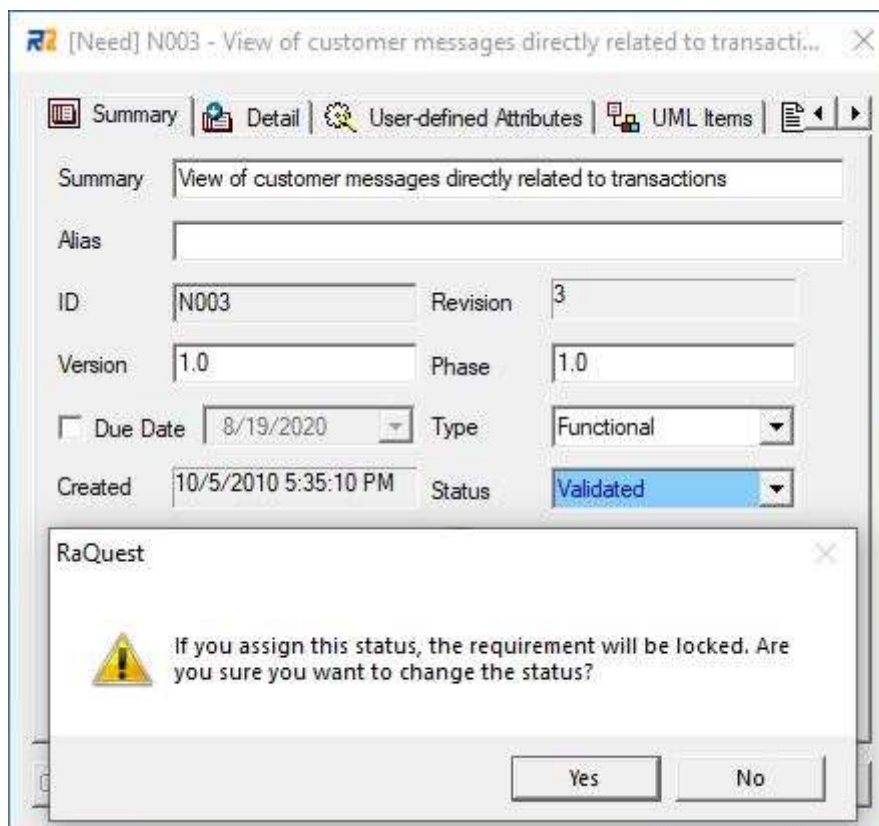 [Need] N003 - View of customer messages directly related to transacti...
Summary Detail User-defined Attributes UML Items
Summary View of customer messages directly related to transactions
Alias
ID N003 Revision 3
Version 1.0 Phase 1.0
Due Date 8/19/2020 Type Functional
Created 10/5/2010 5:35:10 PM Status Validated
RaQuest
If you assign this status, the requirement will be locked. Are
you sure you want to change the status?
Yes No